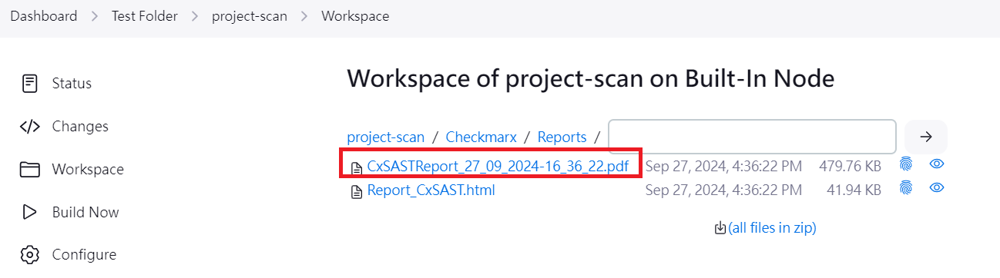 Dashboard > Test Folder > project-scan > Workspace
Status
Changes
Workspace
Build Now
Configure
Workspace of project-scan on Built-In Node
project-scan / Checkmarx / Reports /
CxSASTReport_27_09_2024-16_36_22.pdf Sep 27, 2024, 4:36:22 PM 479.76 KB
Report_CxSAST.html Sep 27, 2024, 4:36:22 PM 41.94 KB
(all files in zip)